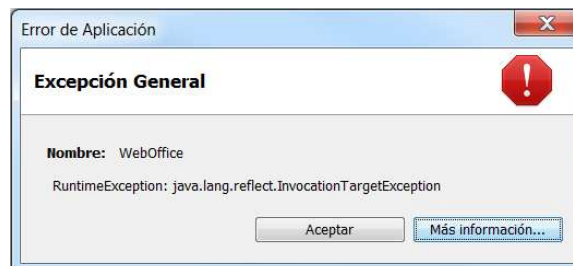 Error de Aplicación
Excepción General
Nombre: WebOffice
RuntimeException: java.lang.reflect.InvocationTargetException
Aceptar
Más información...